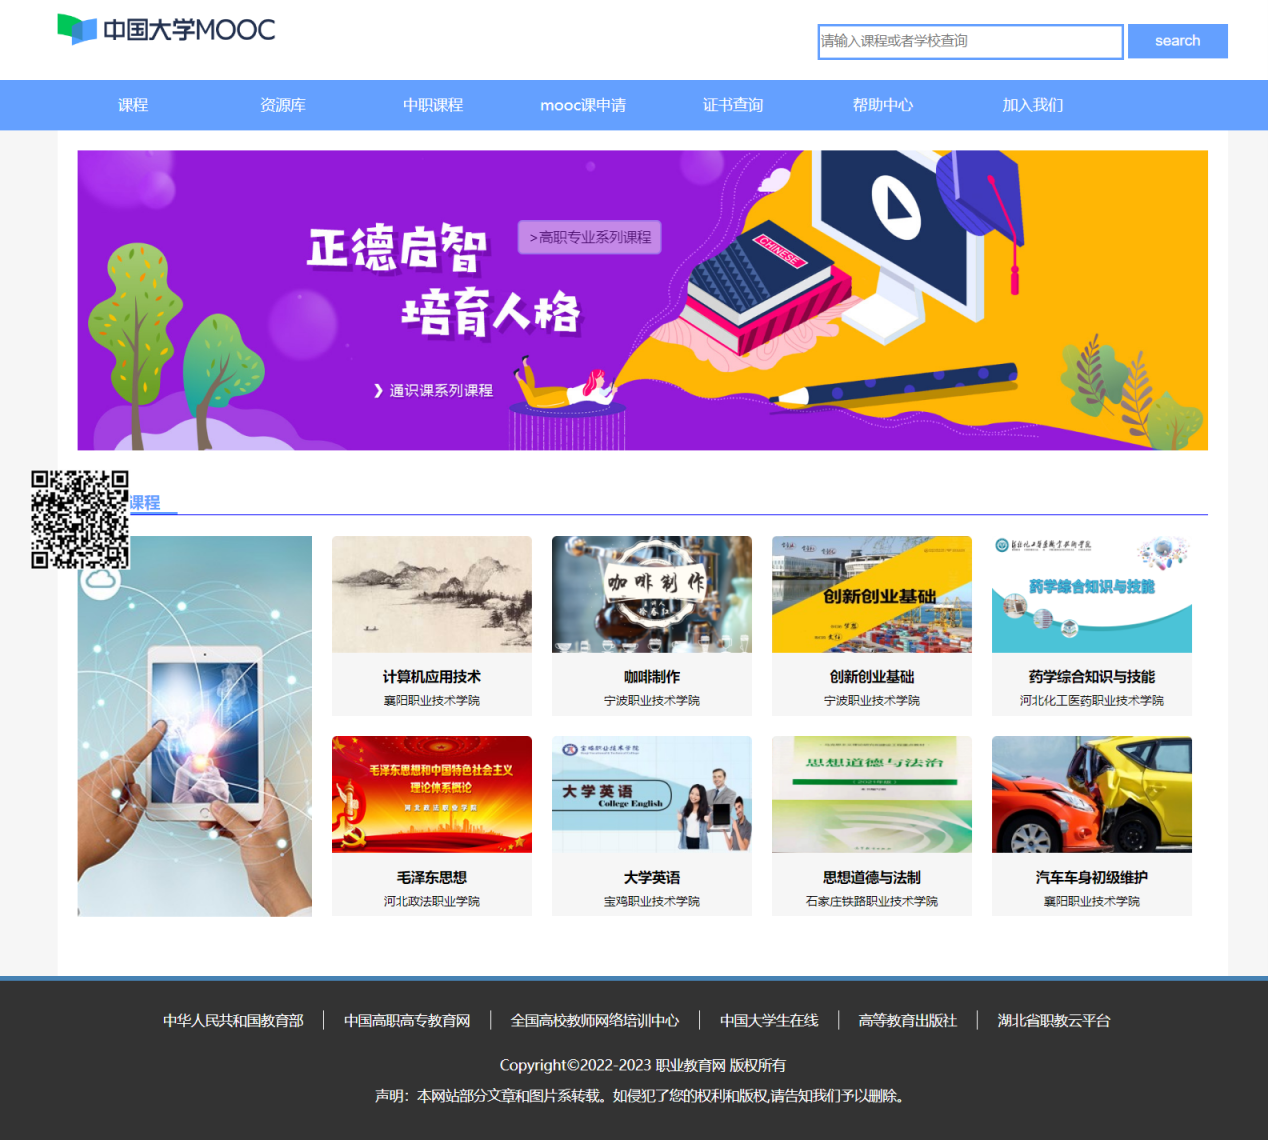 中国大学MOOC
请输入课程或者学校查询
search
课程
资源库
中职课程
mooc课申请
证书查询
帮助中心
加入我们
正德启智
>高职专业系列课程
培育人格
❯ 通识课系列课程
CHINESE
课程
咖啡制作
创新创业基础
药学综合知识与技能
计算机应用技术
襄阳职业技术学院
咖啡制作
宁波职业技术学院
创新创业基础
宁波职业技术学院
药学综合知识与技能
河北化工医药职业技术学院
毛泽东思想和中国特色社会主义
理论体系概论
河北政法职业学院
宝鸡职业技术学院
大学英语
College English
思想道德与法治
毛泽东思想
河北政法职业学院
大学英语
宝鸡职业技术学院
思想道德与法制
石家庄铁路职业技术学院
汽车车身初级维护
襄阳职业技术学院
中华人民共和国教育部
中国高职高专教育网
全国高校教师网络培训中心
中国大学生在线
高等教育出版社
湖北省职教云平台
Copyright©2022-2023 职业教育网 版权所有
声明：本网站部分文章和图片系转载。如侵犯了您的权利和版权,请告知我们予以删除。